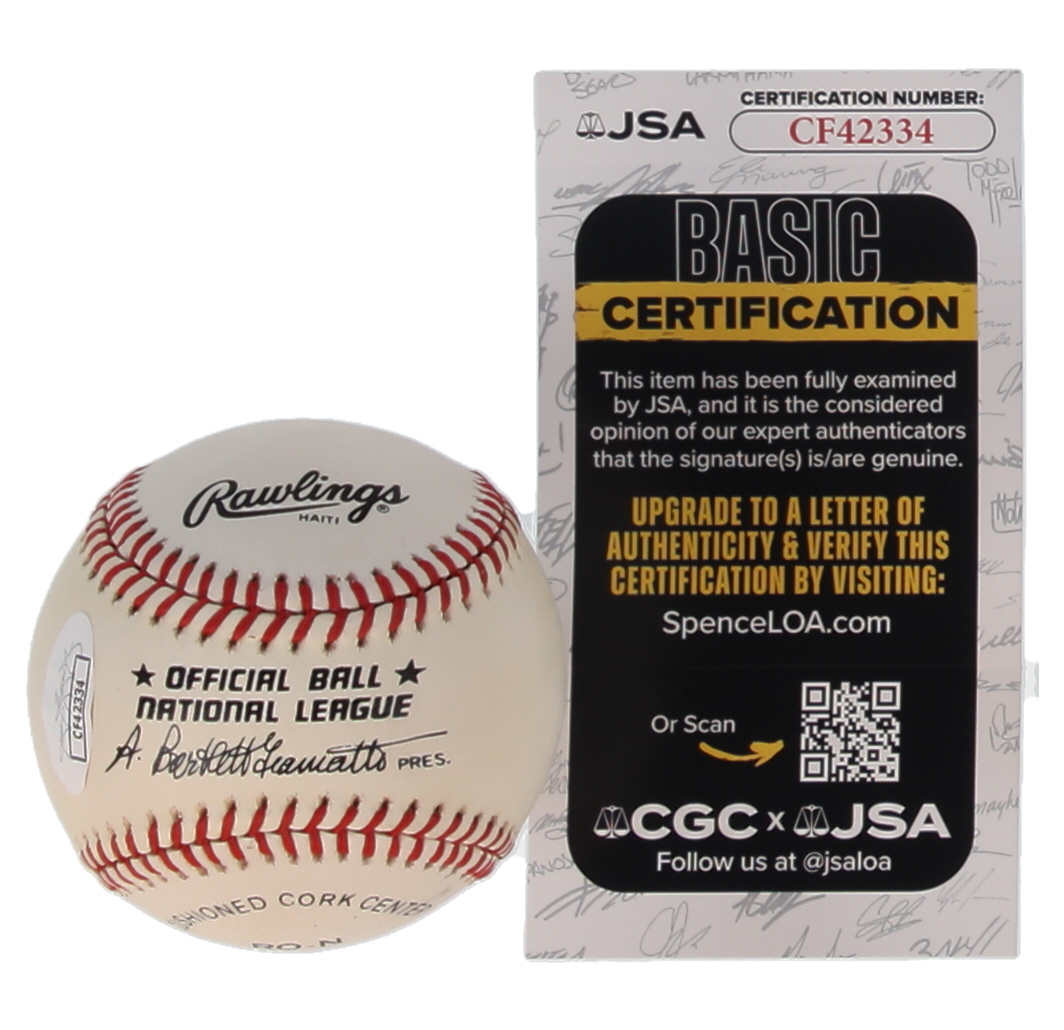 JSA
CERTIFICATION NUMBER:
CF42334
BASIC
CERTIFICATION
This item has been fully examined
by JSA, and it is the considered
opinion of our expert authenticators
that the signature(s) is/are genuine.
UPGRADE TO A LETTER OF
AUTHENTICITY & VERIFY THIS
CERTIFICATION BY VISITING:
SpenceLOA.com
Or Scan
CGC x JSA
Follow us at @jsaloa
Rawlings®
HAITI
★ OFFICIAL BALL ★
NATIONAL LEAGUE
A. Bartlett Giamatti PRES.
CF42334
CORK CENTER
RO-N